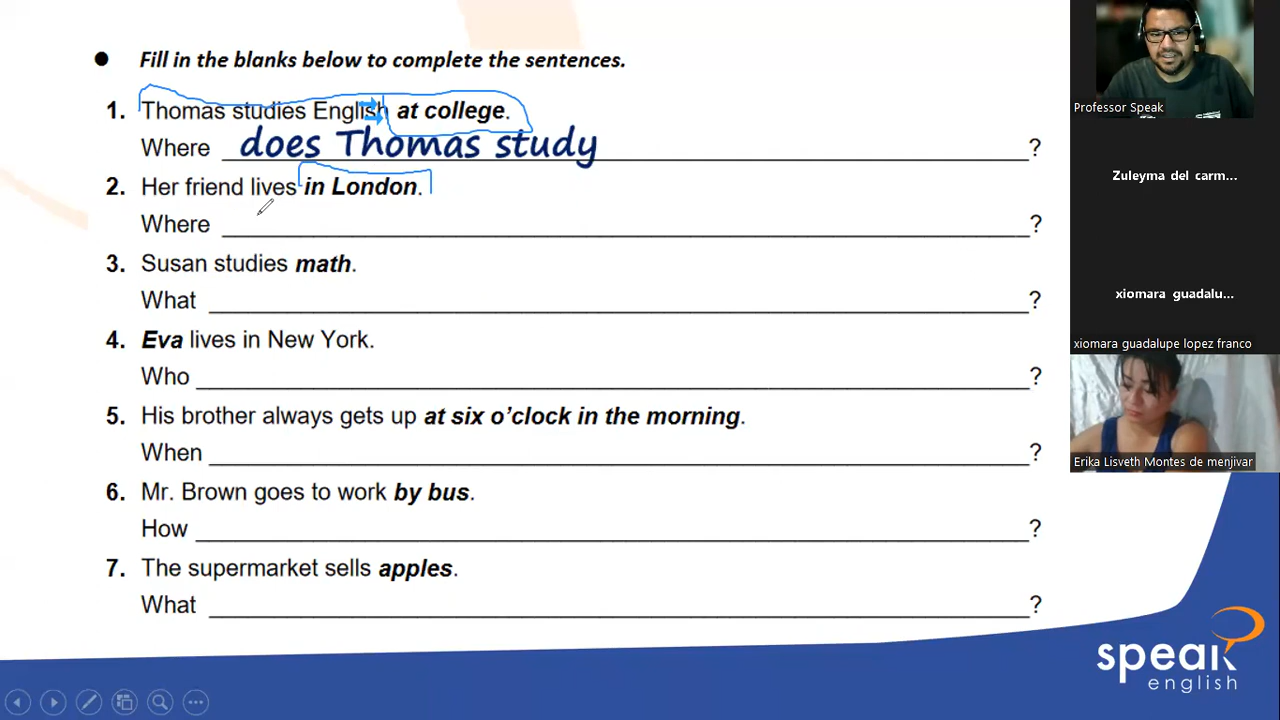 Fill in the blanks below to complete the sentences.
1. Thomas studies English at college.
Where does Thomas study ?
2. Her friend lives in London.
Where ?
3. Susan studies math.
What ?
4. Eva lives in New York.
Who ?
5. His brother always gets up at six o’clock in the morning.
When ?
6. Mr. Brown goes to work by bus.
How ?
7. The supermarket sells apples.
What ?
Professor Speak
Zuleyma del carm...
xiomara guadalu...
xiomara guadalupe lopez franco
Erika Lisveth Montes de menjivar
speak
english